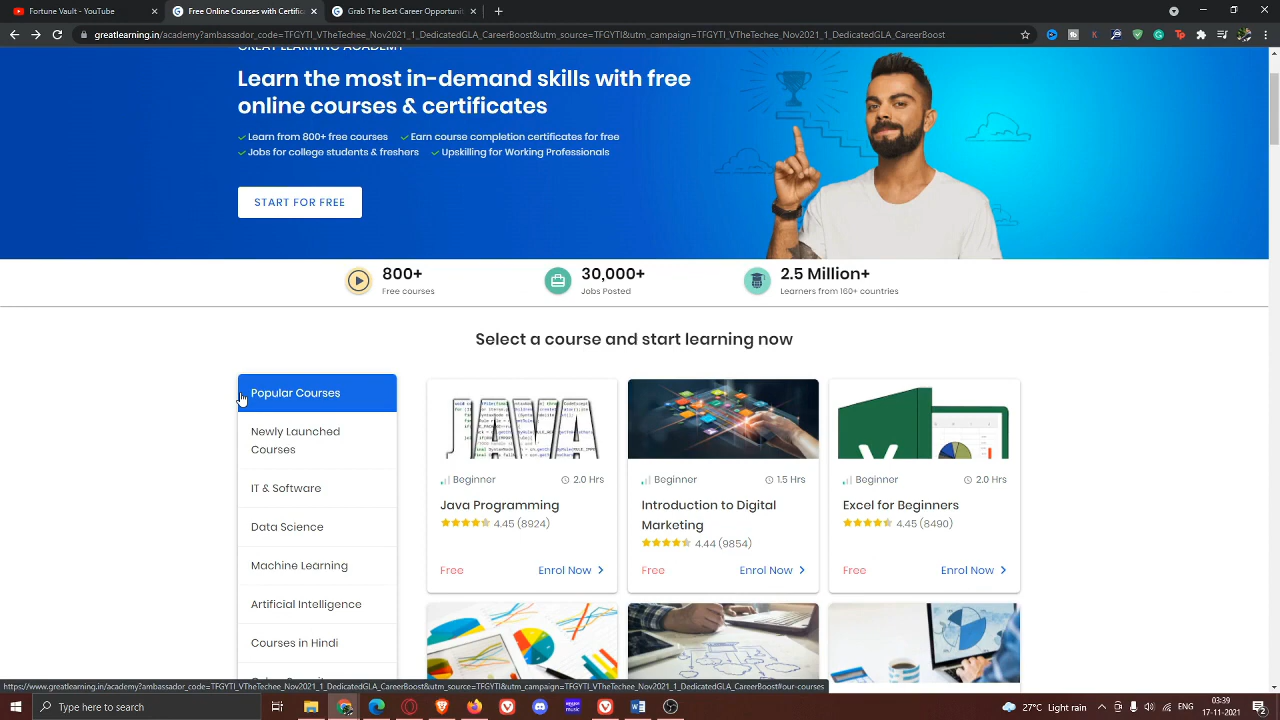 Fortune Vault - YouTube
Free Online Courses with Certific
Grab The Best Career Opportunit
greatlearning.in/academy?ambassador_code=TFGYTI_VTheTechee_Nov2021_1_DedicatedGLA_CareerBoost&utm_source=TFGYTI&utm_campaign=TFGYTI_VTheTechee_Nov2021_1_DedicatedGLA_CareerBoost
GREAT LEARNING ACADEMY
Learn the most in-demand skills with free
online courses & certificates
Learn from 800+ free courses Earn course completion certificates for free
Jobs for college students & freshers Upskilling for Working Professionals
START FOR FREE
800+
Free courses
30,000+
Jobs Posted
2.5 Million+
Learners from 160+ countries
Select a course and start learning now
Popular Courses
Newly Launched
Courses
IT & Software
Data Science
Machine Learning
Artificial Intelligence
Courses in Hindi
JAVA
Beginner 2.0 Hrs
Java Programming
4.45 (8924)
Free Enrol Now
Beginner 1.5 Hrs
Introduction to Digital
Marketing
4.44 (9854)
Free Enrol Now
Beginner 2.0 Hrs
Excel for Beginners
4.45 (8490)
Free Enrol Now
https://www.greatlearning.in/academy?ambassador_code=TFGYTI_VTheTechee_Nov2021_1_DedicatedGLA_CareerBoost&utm_source=TFGYTI&utm_campaign=TFGYTI_VTheTechee_Nov2021_1_DedicatedGLA_CareerBoost#our-courses
Type here to search
27°C Light rain
ENG
03:39
17-11-2021